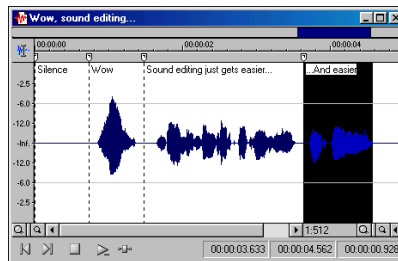 Wow, sound editing...
00:00:00 00:00:02 00:00:04
Silence Wow Sound editing just gets easier... ...And easier
-2.5
-6.0
-12.0
-Inf.
-12.0
-6.0
-2.5
1:512
00:00:03.633 00:00:04.562 00:00:00.928